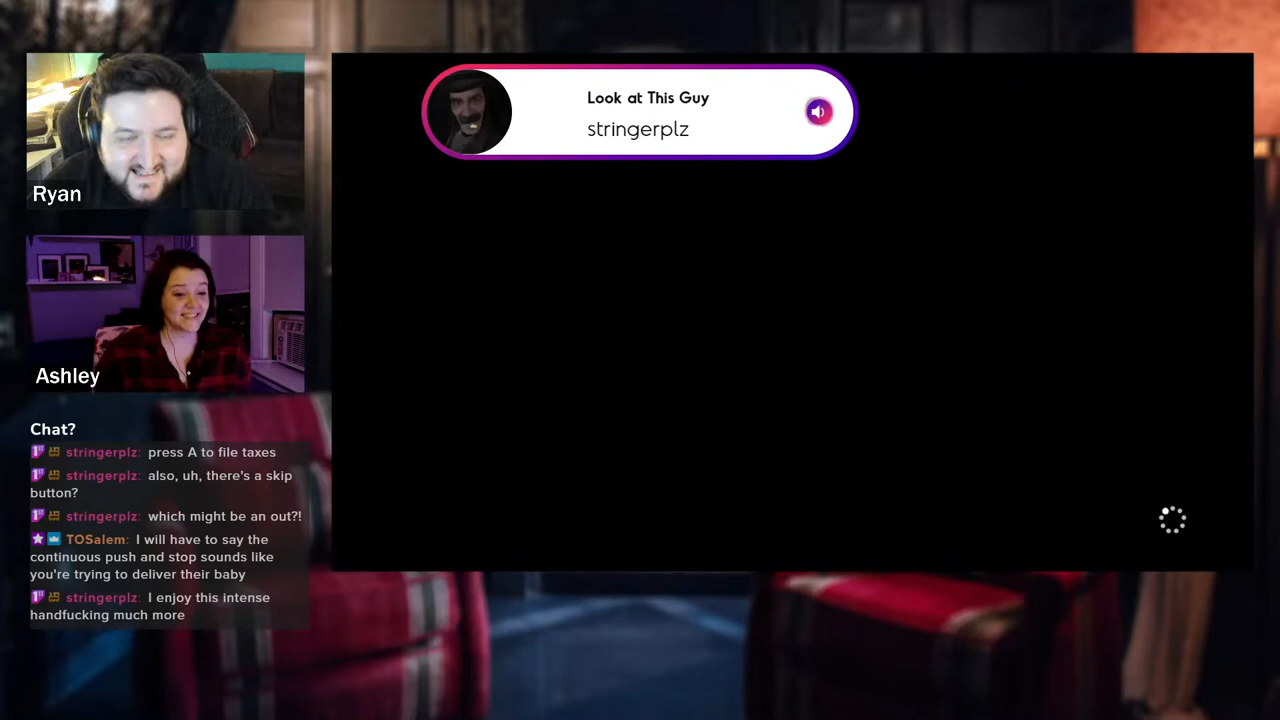 Look at This Guy
stringerplz
Ryan
Ashley
Chat?
stringerplz: press A to file taxes
stringerplz: also, uh, there's a skip
button?
stringerplz: which might be an out?!
TOSalem: I will have to say the
continuous push and stop sounds like
you're trying to deliver their baby
stringerplz: I enjoy this intense
handfucking much more